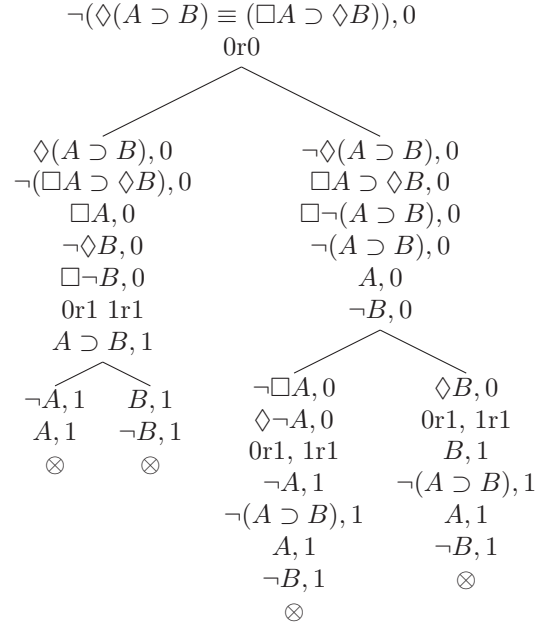 ¬(◊(A ⊃ B) ≡ (□A ⊃ ◊B)), 0
0r0
◊(A ⊃ B), 0
¬(□A ⊃ ◊B), 0
□A, 0
¬◊B, 0
□¬B, 0
0r1 1r1
A ⊃ B, 1
¬A, 1
A, 1
⊗
B, 1
¬B, 1
⊗
¬◊(A ⊃ B), 0
□A ⊃ ◊B, 0
□¬(A ⊃ B), 0
¬(A ⊃ B), 0
A, 0
¬B, 0
¬□A, 0
◊¬A, 0
0r1, 1r1
¬A, 1
¬(A ⊃ B), 1
A, 1
¬B, 1
⊗
◊B, 0
0r1, 1r1
B, 1
¬(A ⊃ B), 1
A, 1
¬B, 1
⊗